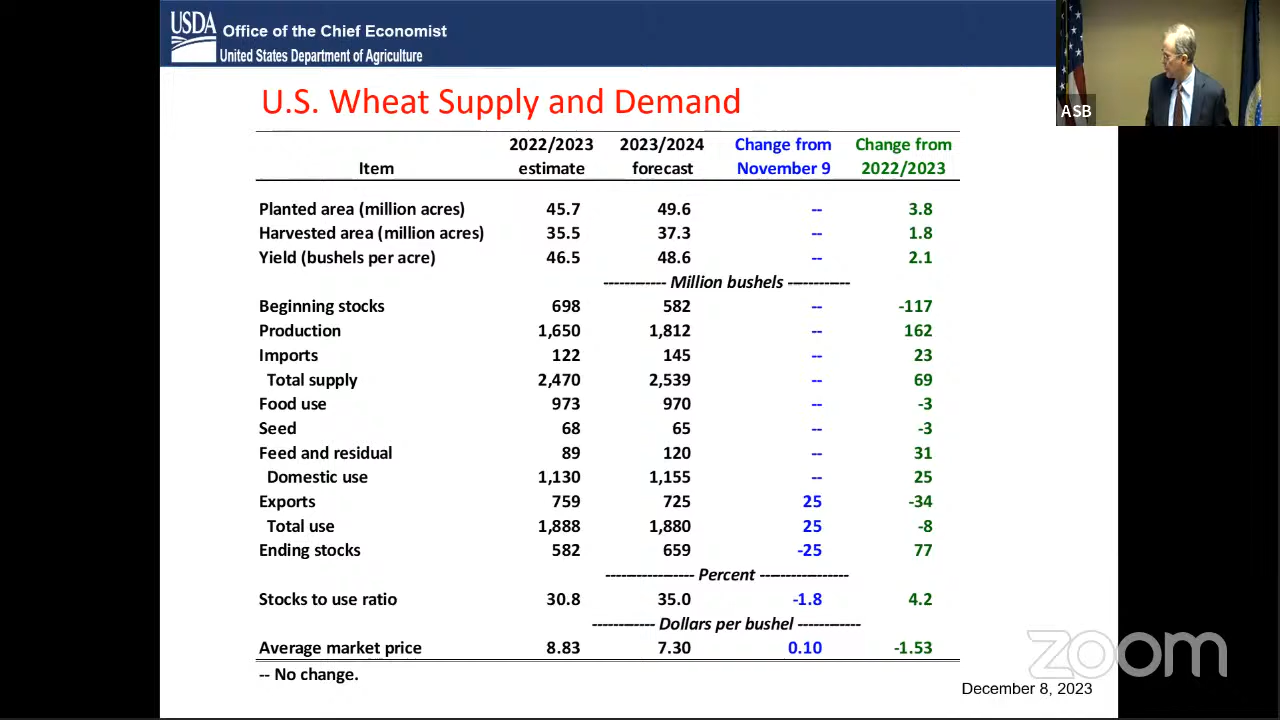 USDA Office of the Chief Economist
United States Department of Agriculture
ASB
U.S. Wheat Supply and Demand
Item 2022/2023 estimate 2023/2024 forecast Change from November 9 Change from 2022/2023
Planted area (million acres) 45.7 49.6 -- 3.8
Harvested area (million acres) 35.5 37.3 -- 1.8
Yield (bushels per acre) 46.5 48.6 -- 2.1
------------ Million bushels ------------
Beginning stocks 698 582 -- -117
Production 1,650 1,812 -- 162
Imports 122 145 -- 23
Total supply 2,470 2,539 -- 69
Food use 973 970 -- -3
Seed 68 65 -- -3
Feed and residual 89 120 -- 31
Domestic use 1,130 1,155 -- 25
Exports 759 725 25 -34
Total use 1,888 1,880 25 -8
Ending stocks 582 659 -25 77
----------------- Percent -----------------
Stocks to use ratio 30.8 35.0 -1.8 4.2
------------ Dollars per bushel ------------
Average market price 8.83 7.30 0.10 -1.53
-- No change.
zoom
December 8, 2023